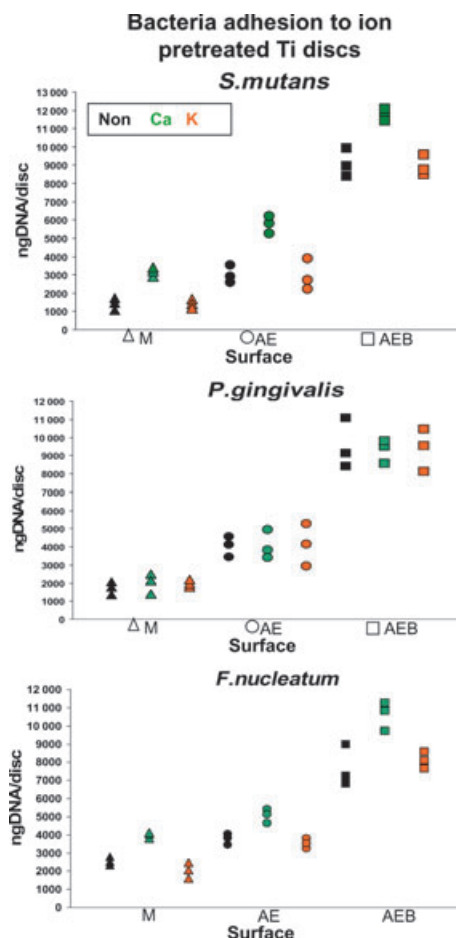 Bacteria adhesion to ion
pretreated Ti discs
S.mutans
Non Ca K
ngDNA/disc
13 000
12 000
11 000
10 000
9000
8000
7000
6000
5000
4000
3000
2000
1000
0
M AE AEB
Surface
P.gingivalis
ngDNA/disc
12 000
11 000
10 000
9000
8000
7000
6000
5000
4000
3000
2000
1000
0
M AE AEB
Surface
F.nucleatum
ngDNA/disc
12 000
11 000
10 000
9000
8000
7000
6000
5000
4000
3000
2000
1000
0
M AE AEB
Surface